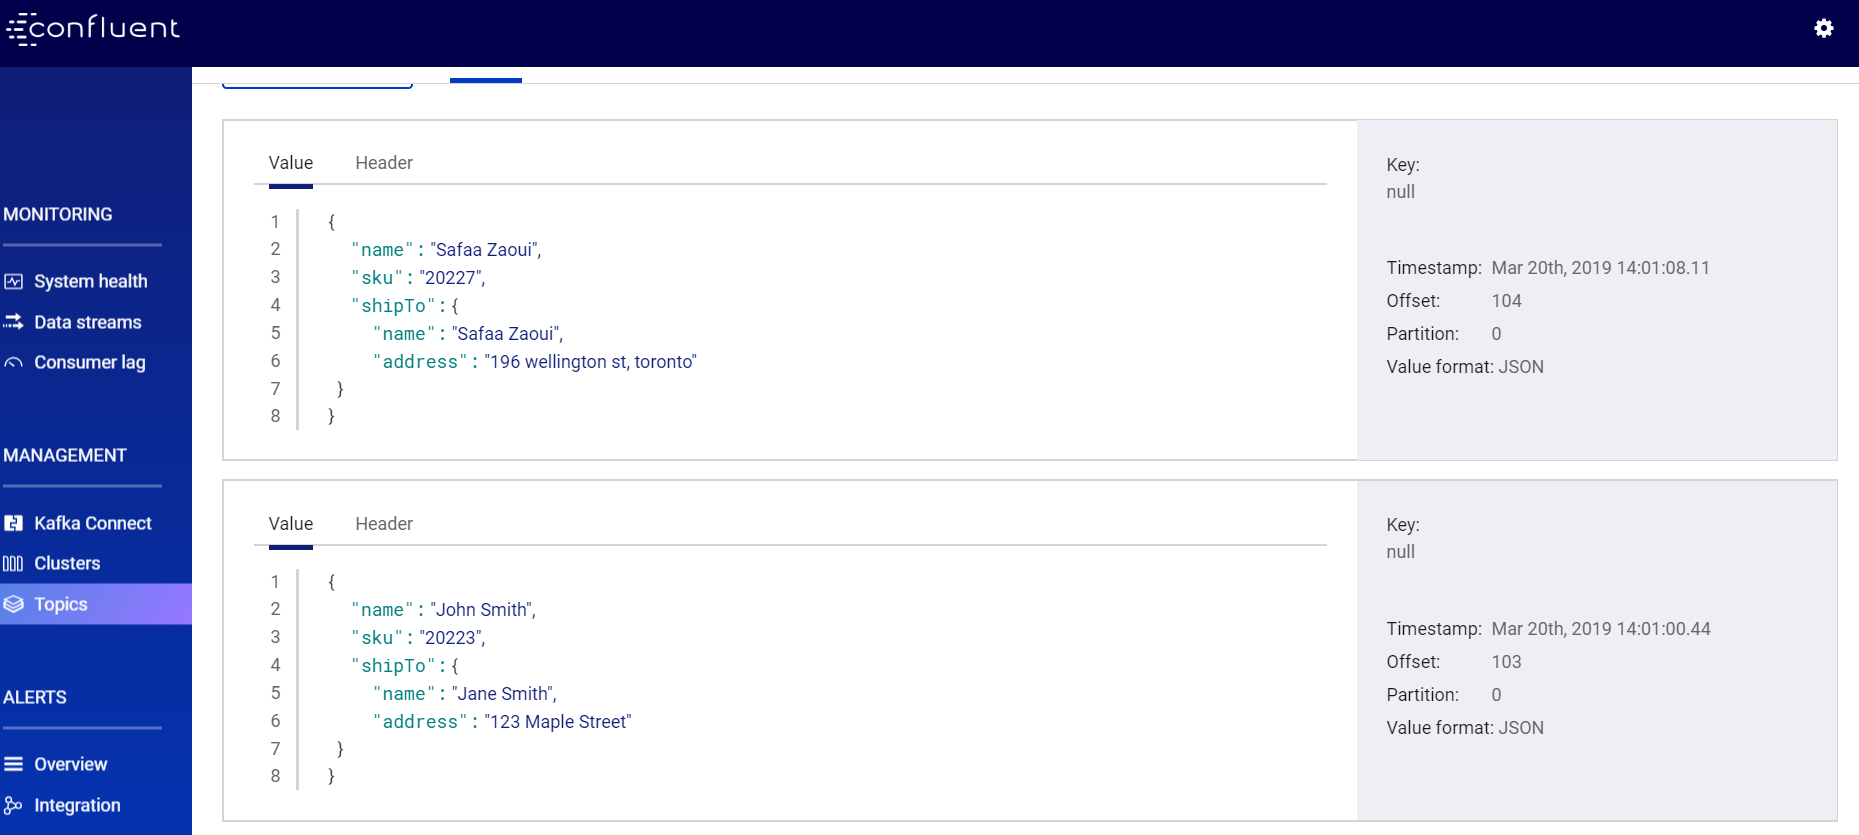 confluent
MONITORING
System health
Data streams
Consumer lag
MANAGEMENT
Kafka Connect
Clusters
Topics
ALERTS
Overview
Integration
Value Header
1 {
2 "name": "Safaa Zaoui",
3 "sku": "20227",
4 "shipTo": {
5 "name": "Safaa Zaoui",
6 "address": "196 wellington st, toronto"
7 }
8 }
Key:
null
Timestamp: Mar 20th, 2019 14:01:08.11
Offset: 104
Partition: 0
Value format: JSON
Value Header
1 {
2 "name": "John Smith",
3 "sku": "20223",
4 "shipTo": {
5 "name": "Jane Smith",
6 "address": "123 Maple Street"
7 }
8 }
Key:
null
Timestamp: Mar 20th, 2019 14:01:00.44
Offset: 103
Partition: 0
Value format: JSON